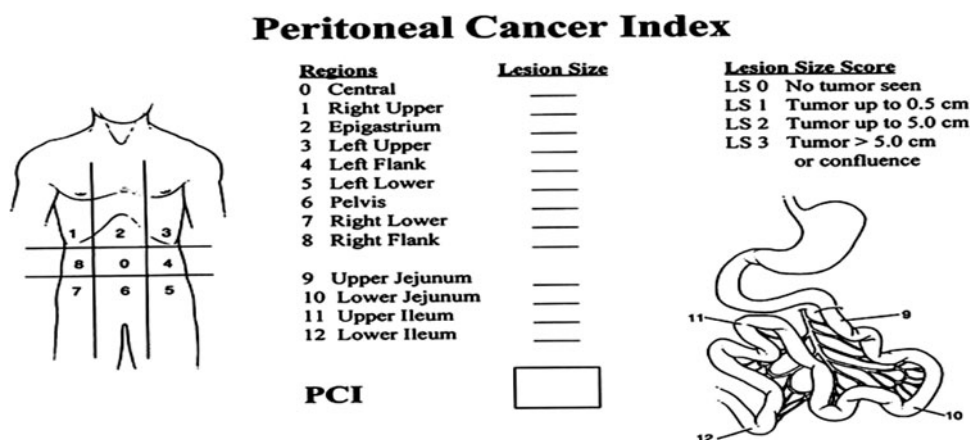 Peritoneal Cancer Index
Regions Lesion Size
0 Central
1 Right Upper
2 Epigastrium
3 Left Upper
4 Left Flank
5 Left Lower
6 Pelvis
7 Right Lower
8 Right Flank
9 Upper Jejunum
10 Lower Jejunum
11 Upper Ileum
12 Lower Ileum
PCI
Lesion Size Score
LS 0 No tumor seen
LS 1 Tumor up to 0.5 cm
LS 2 Tumor up to 5.0 cm
LS 3 Tumor > 5.0 cm
or confluence
1 2 3
8 0 4
7 6 5
11 9
12 10